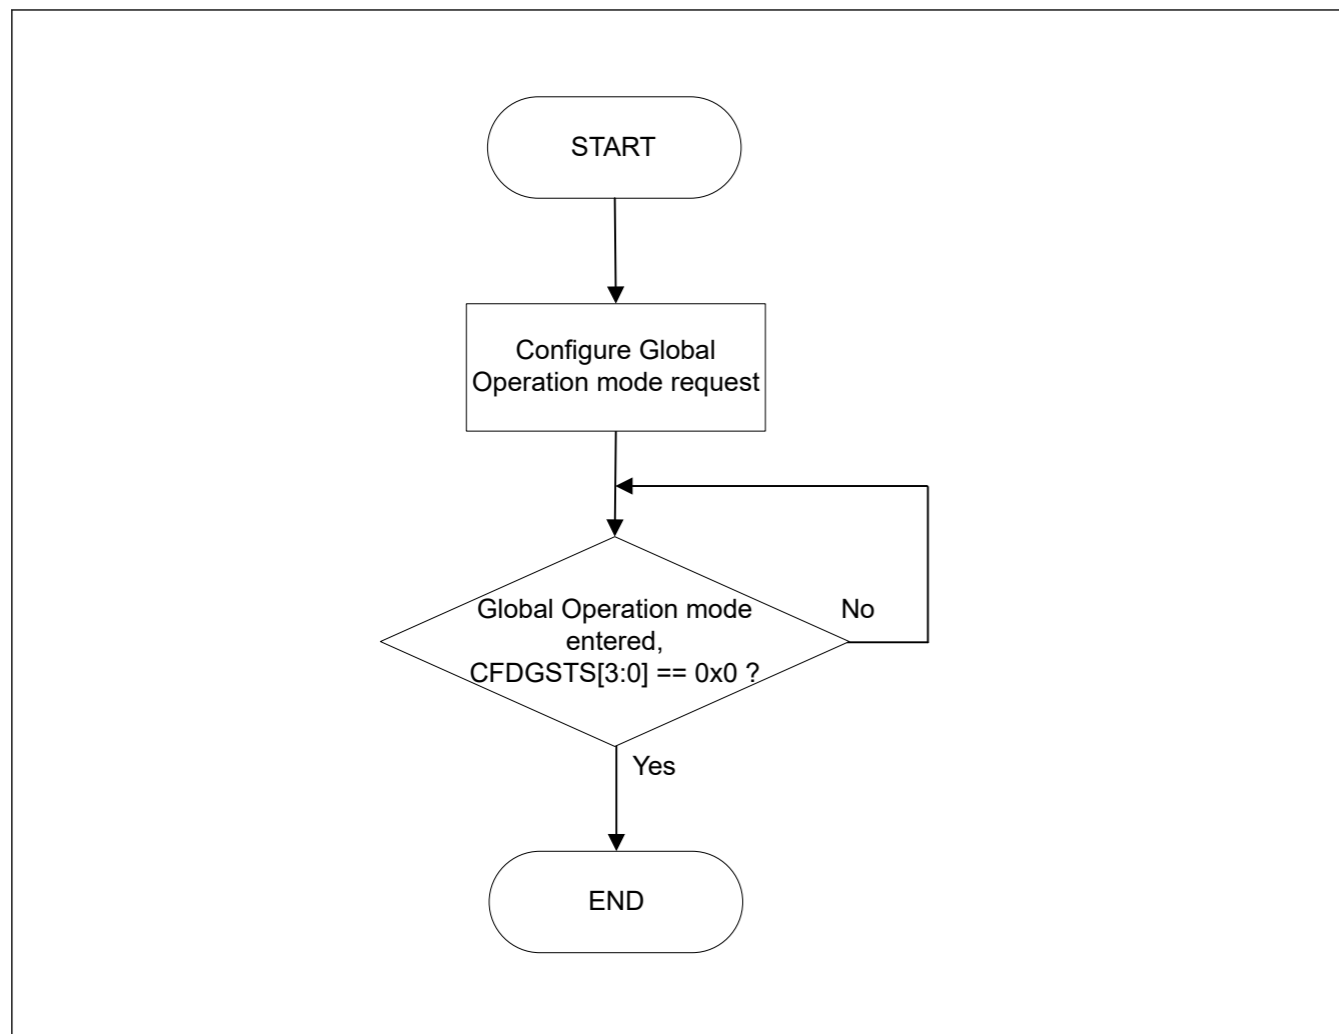 START
Configure Global
Operation mode request
Global Operation mode
entered,
CFDGSTS[3:0] == 0x0 ?
No
Yes
END